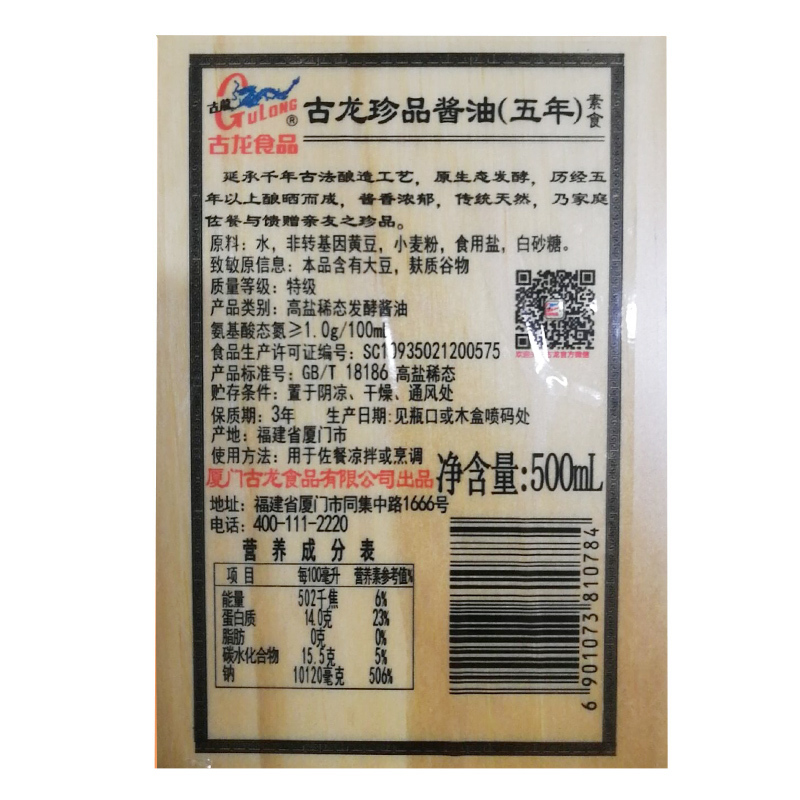 古龍
GULONG®
古龙食品
古龙珍品酱油(五年)素食
延承千年古法酿造工艺，原生态发酵，历经五
年以上酿晒而成，酱香浓郁，传统天然，乃家庭
佐餐与馈赠亲友之珍品。
原料：水，非转基因黄豆，小麦粉，食用盐，白砂糖。
致敏原信息：本品含有大豆，麸质谷物
质量等级：特级
产品类别：高盐稀态发酵酱油
氨基酸态氮≥1.0g/100mL
食品生产许可证编号：SC10935021200575
产品标准号：GB/T 18186 高盐稀态
贮存条件：置于阴凉、干燥、通风处
保质期：3年 生产日期:见瓶口或木盒喷码处
产地：福建省厦门市
使用方法：用于佐餐凉拌或烹调
厦门古龙食品有限公司出品
净含量:500mL
地址：福建省厦门市同集中路1666号
电话：400-111-2220
营养成分表
项目 每100毫升 营养素参考值%
能量 502千焦 6%
蛋白质 14.0克 23%
脂肪 0克 0%
碳水化合物 15.5克 5%
钠 10120毫克 506%
6 901073 810784